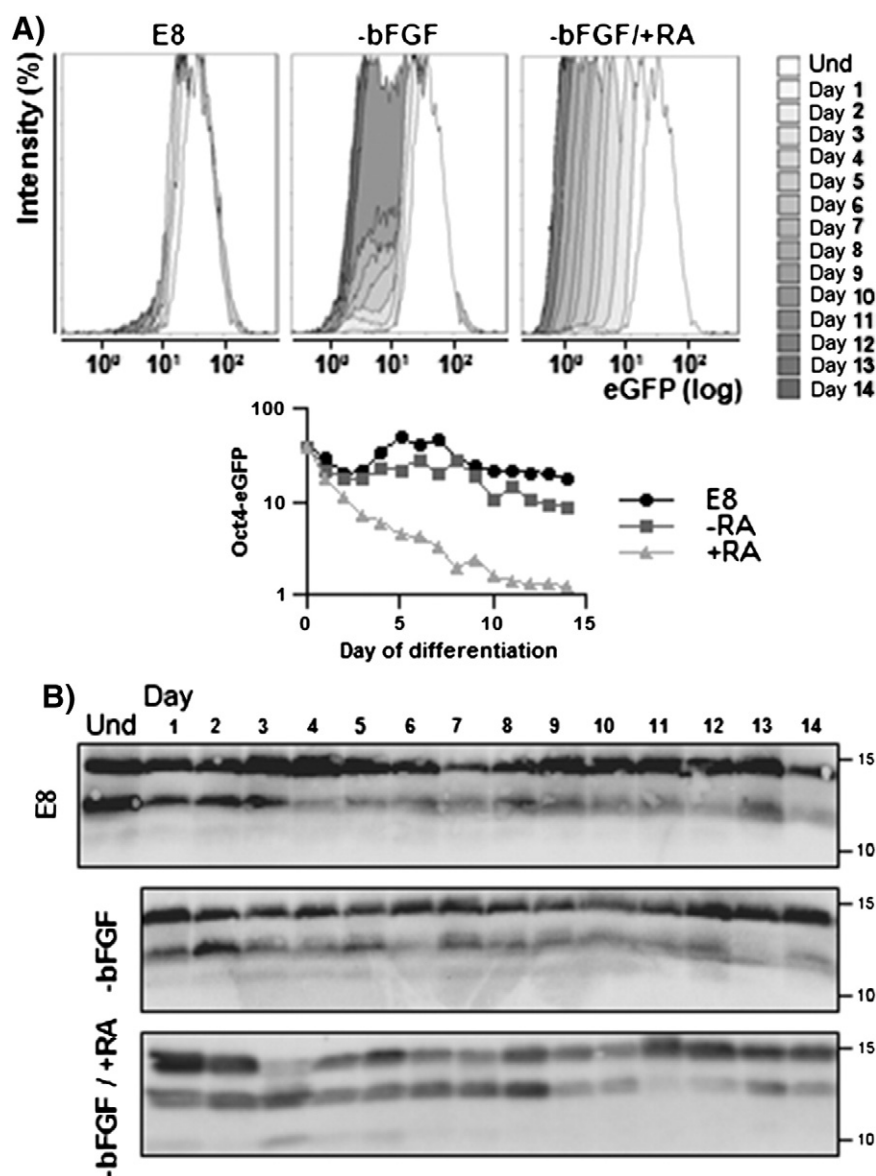 A)
E8 -bFGF -bFGF/+RA
Intensity (%)
10⁰ 10¹ 10² 10⁰ 10¹ 10² 10⁰ 10¹ 10²
eGFP (log)
Und
Day 1
Day 2
Day 3
Day 4
Day 5
Day 6
Day 7
Day 8
Day 9
Day 10
Day 11
Day 12
Day 13
Day 14
100
10
1
Oct4-eGFP
0 5 10 15
Day of differentiation
E8
-RA
+RA
B)
Day
Und 1 2 3 4 5 6 7 8 9 10 11 12 13 14
E8
15
10
-bFGF
15
10
-bFGF / +RA
15
10